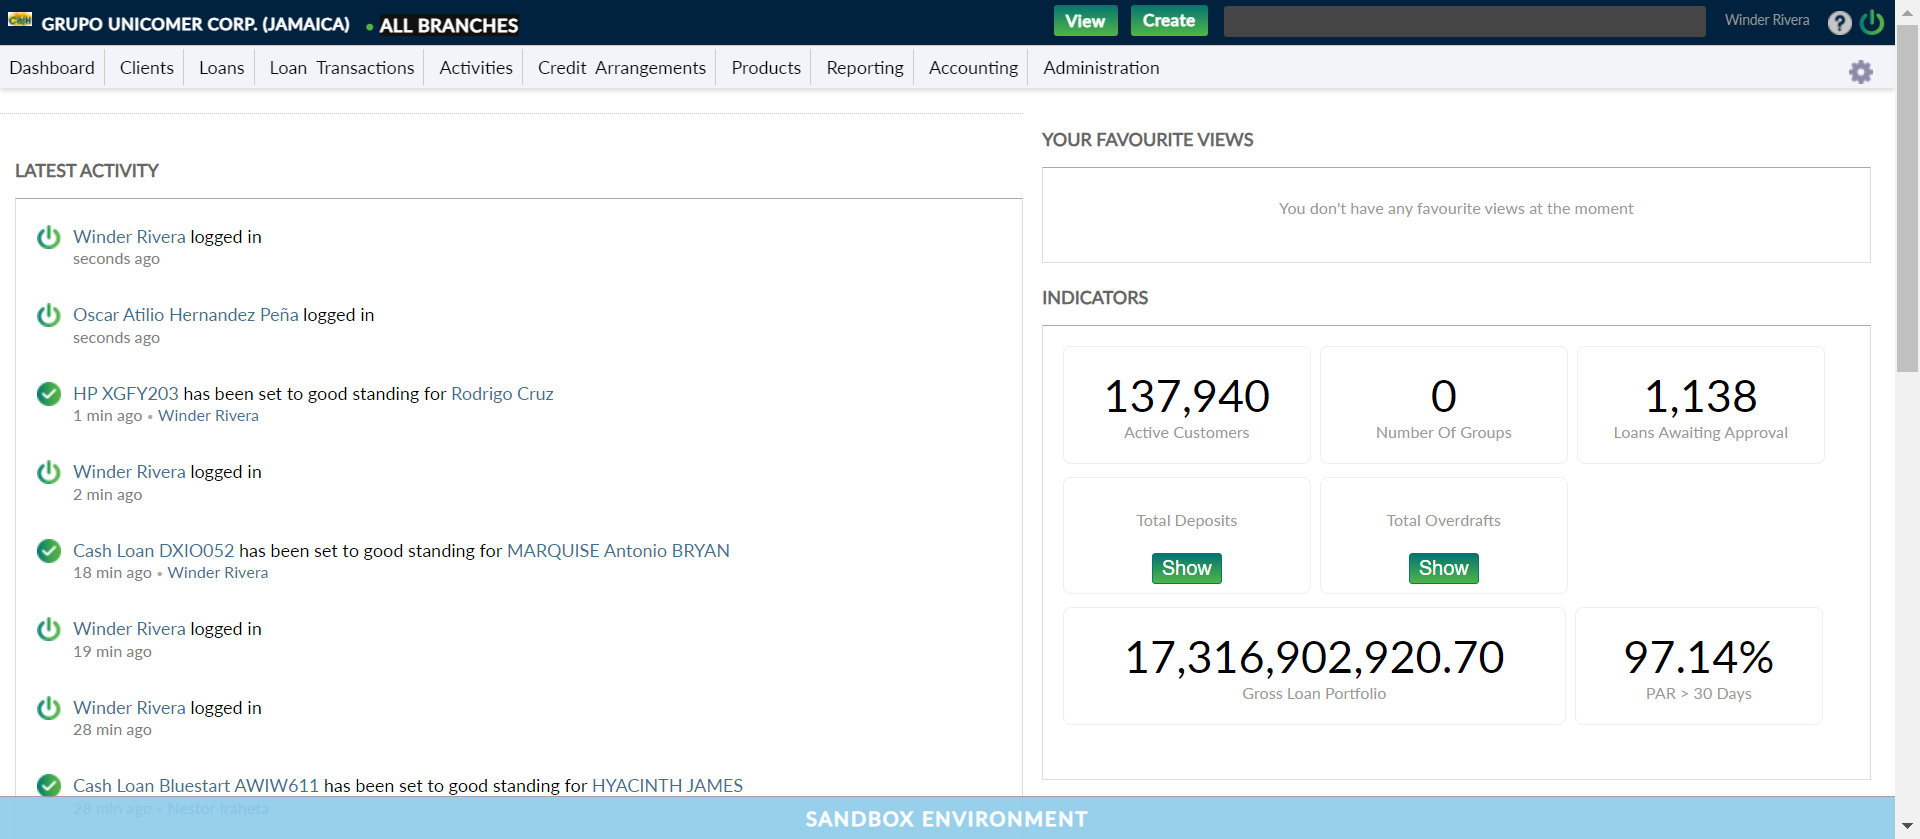 Cash GRUPO UNICOMER CORP. (JAMAICA) • ALL BRANCHES View Create Winder Rivera ?
Dashboard Clients Loans Loan Transactions Activities Credit Arrangements Products Reporting Accounting Administration
LATEST ACTIVITY
Winder Rivera logged in
seconds ago
Oscar Atilio Hernandez Peña logged in
seconds ago
HP XGFY203 has been set to good standing for Rodrigo Cruz
1 min ago • Winder Rivera
Winder Rivera logged in
2 min ago
Cash Loan DXIO052 has been set to good standing for MARQUISE Antonio BRYAN
18 min ago • Winder Rivera
Winder Rivera logged in
19 min ago
Winder Rivera logged in
28 min ago
Cash Loan Bluestart AWIW611 has been set to good standing for HYACINTH JAMES
28 min ago • Nestor Iraheta
YOUR FAVOURITE VIEWS
You don't have any favourite views at the moment
INDICATORS
137,940
Active Customers
0
Number Of Groups
1,138
Loans Awaiting Approval
Total Deposits
Show
Total Overdrafts
Show
17,316,902,920.70
Gross Loan Portfolio
97.14%
PAR > 30 Days
SANDBOX ENVIRONMENT